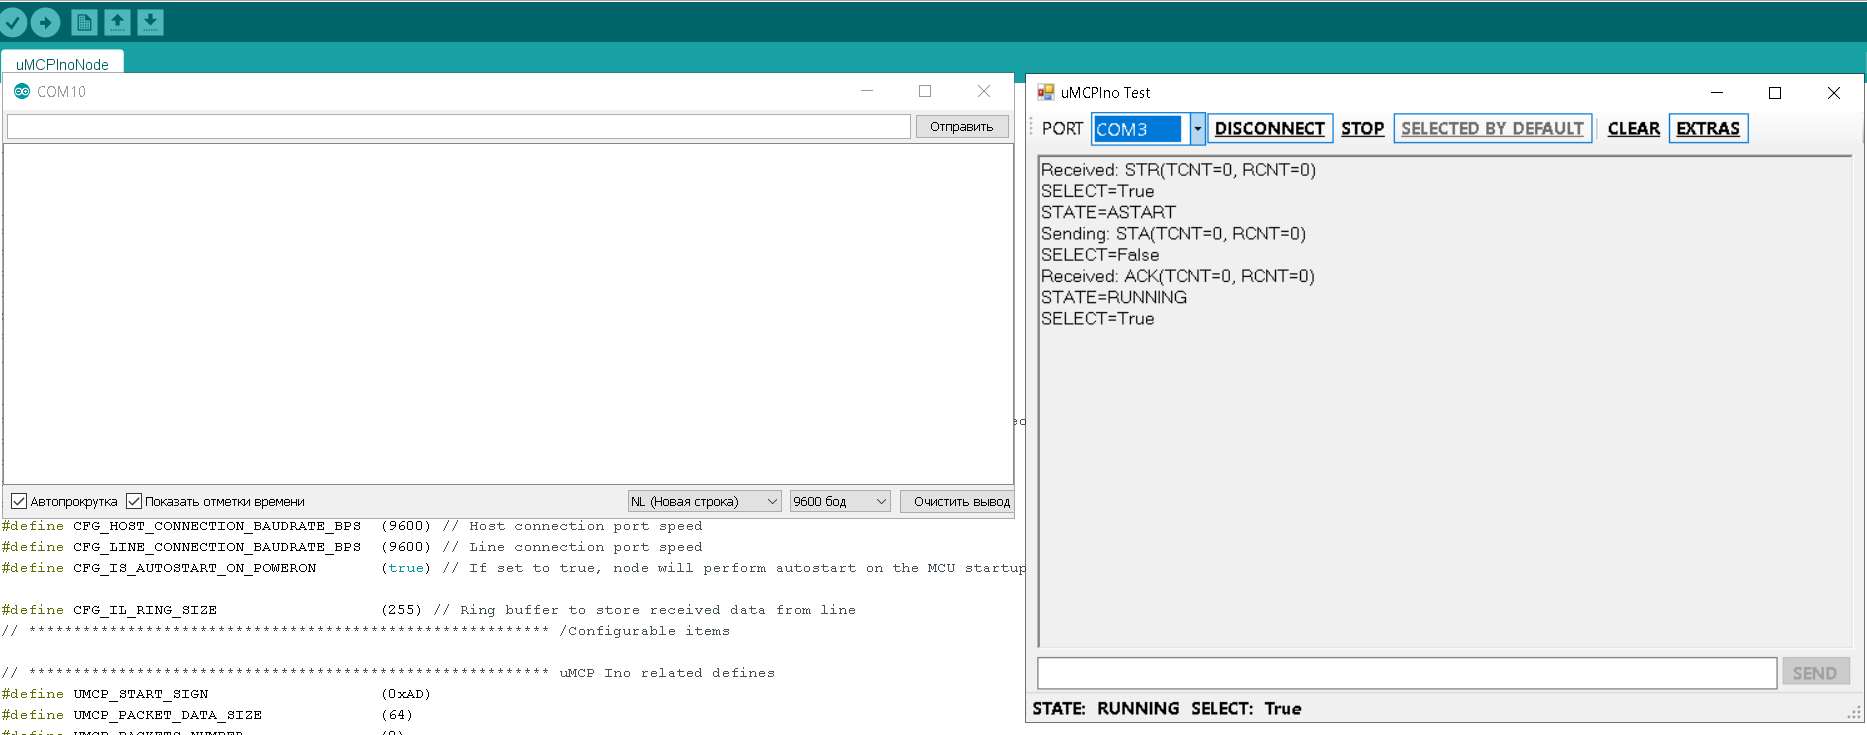 uMCPInoNode
COM10
Отправить
Автопрокрутка
Показать отметки времени
NL (Новая строка)
9600 бод
Очистить вывод
#define CFG_HOST_CONNECTION_BAUDRATE_BPS (9600) // Host connection port speed
#define CFG_LINE_CONNECTION_BAUDRATE_BPS (9600) // Line connection port speed
#define CFG_IS_AUTOSTART_ON_POWERON (true) // If set to true, node will perform autostart on the MCU startup
#define CFG_IL_RING_SIZE (255) // Ring buffer to store received data from line
// ********************************************************** /Configurable items
// ********************************************************** uMCP Ino related defines
#define UMCP_START_SIGN (0xAD)
#define UMCP_PACKET_DATA_SIZE (64)
uMCPIno Test
PORT COM3 DISCONNECT STOP SELECTED BY DEFAULT CLEAR EXTRAS
Received: STR(TCNT=0, RCNT=0)
SELECT=True
STATE=ASTART
Sending: STA(TCNT=0, RCNT=0)
SELECT=False
Received: ACK(TCNT=0, RCNT=0)
STATE=RUNNING
SELECT=True
SEND
STATE: RUNNING SELECT: True